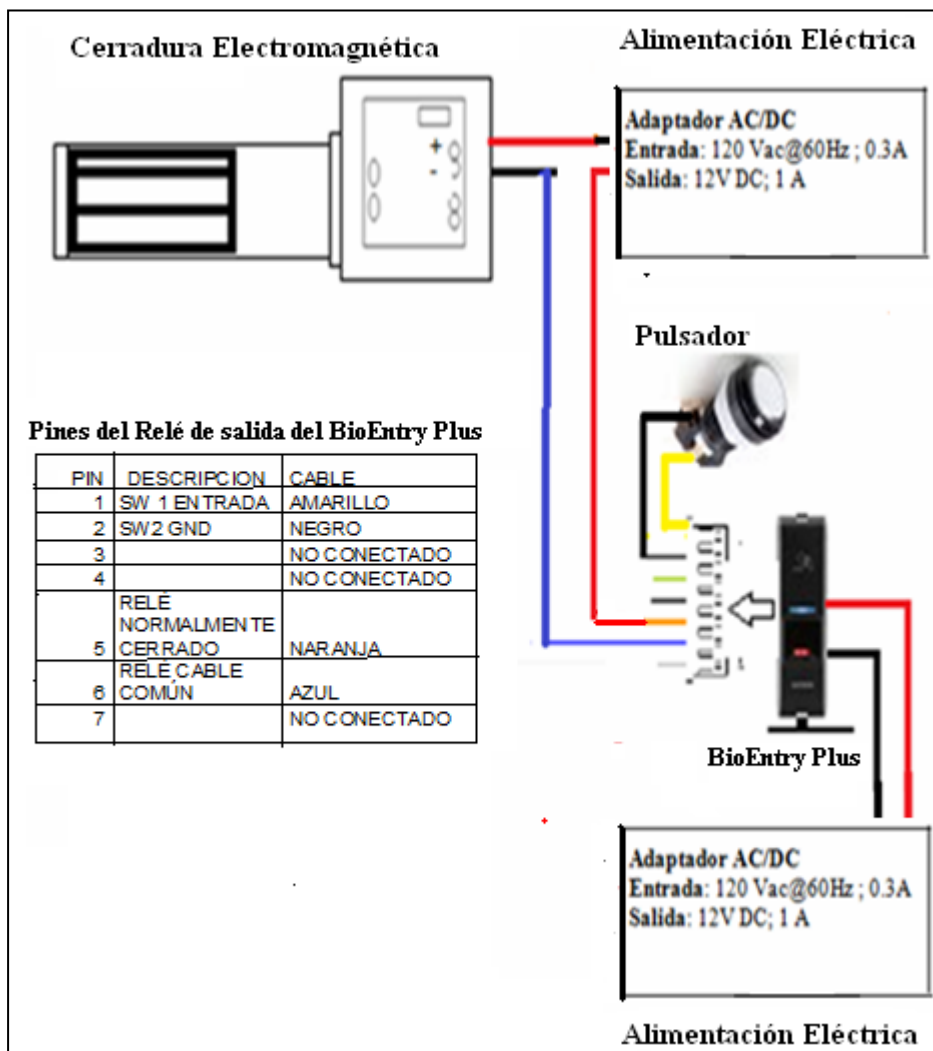 Cerradura Electromagnética
Alimentación Eléctrica
Adaptador AC/DC
Entrada: 120 Vac@60Hz ; 0.3A
Salida: 12V DC; 1 A
+
-
Pulsador
Pines del Relé de salida del BioEntry Plus
PIN DESCRIPCION CABLE
1 SW 1 ENTRADA AMARILLO
2 SW2 GND NEGRO
3 NO CONECTADO
4 NO CONECTADO
RELÉ
NORMALMENTE
5 CERRADO NARANJA
RELÉ CABLE
6 COMÚN AZUL
7 NO CONECTADO
1
BioEntry Plus
Adaptador AC/DC
Entrada: 120 Vac@60Hz ; 0.3A
Salida: 12V DC; 1 A
Alimentación Eléctrica